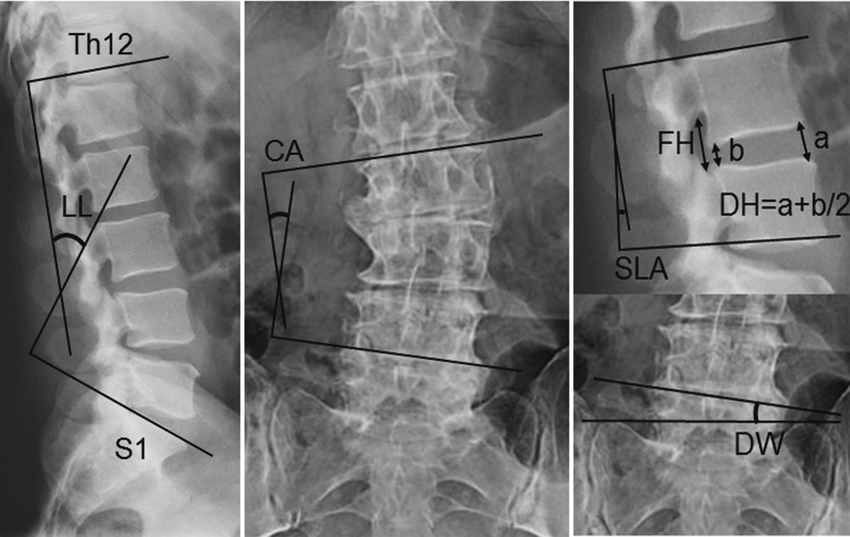 Th12
LL
S1
CA
FH
b
a
DH=a+b/2
SLA
DW